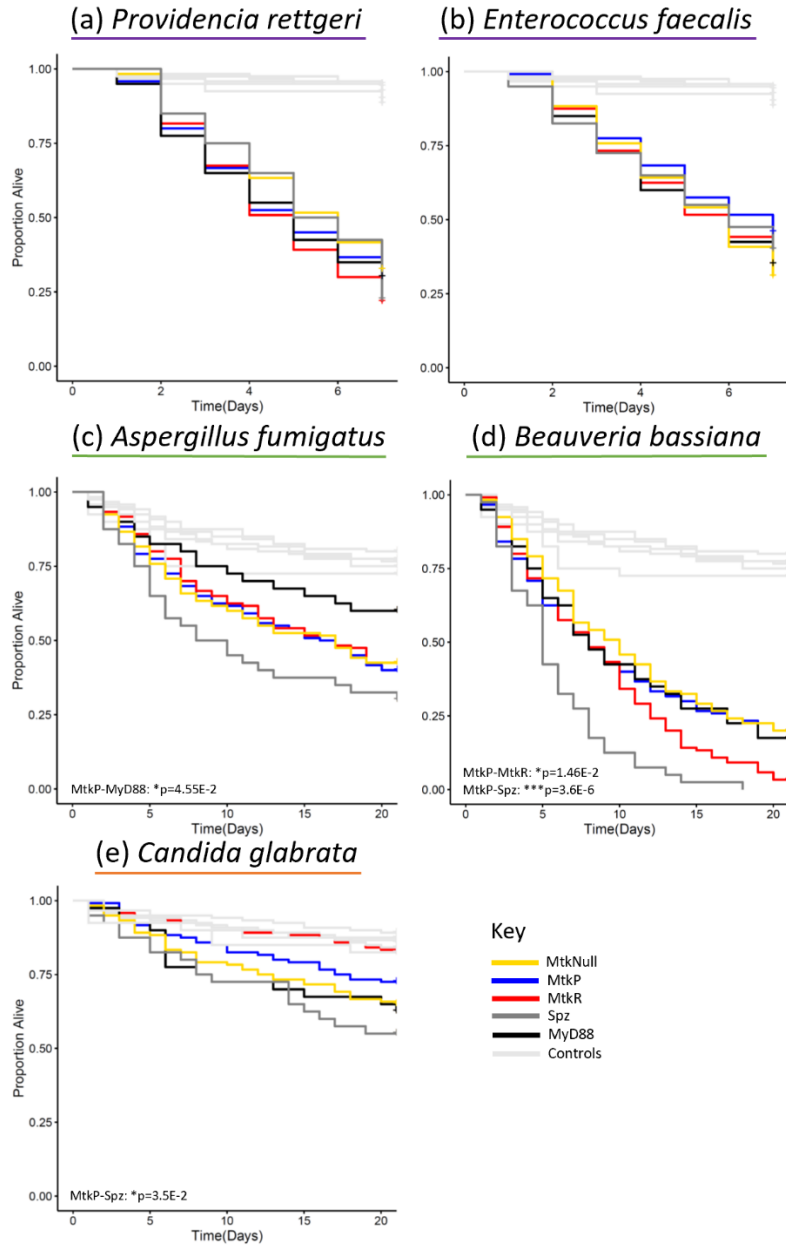 (a) Providencia rettgeri
(b) Enterococcus faecalis
1.00
0.75
0.50
0.25
0.00
Proportion Alive
0
2
4
6
Time(Days)
1.00
0.75
0.50
0.25
0.00
0
2
4
6
Time(Days)
(c) Aspergillus fumigatus
(d) Beauveria bassiana
1.00
0.75
0.50
0.25
0.00
Proportion Alive
MtkP-MyD88: *p=4.55E-2
0
5
10
15
20
Time(Days)
1.00
0.75
0.50
0.25
0.00
Proportion Alive
MtkP-MtkR: *p=1.46E-2
MtkP-Spz: ***p=3.6E-6
0
5
10
15
20
Time(Days)
(e) Candida glabrata
1.00
0.75
0.50
0.25
0.00
Proportion Alive
MtkP-Spz: *p=3.5E-2
0
5
10
15
20
Time(Days)
Key
MtkNull
MtkP
MtkR
Spz
MyD88
Controls